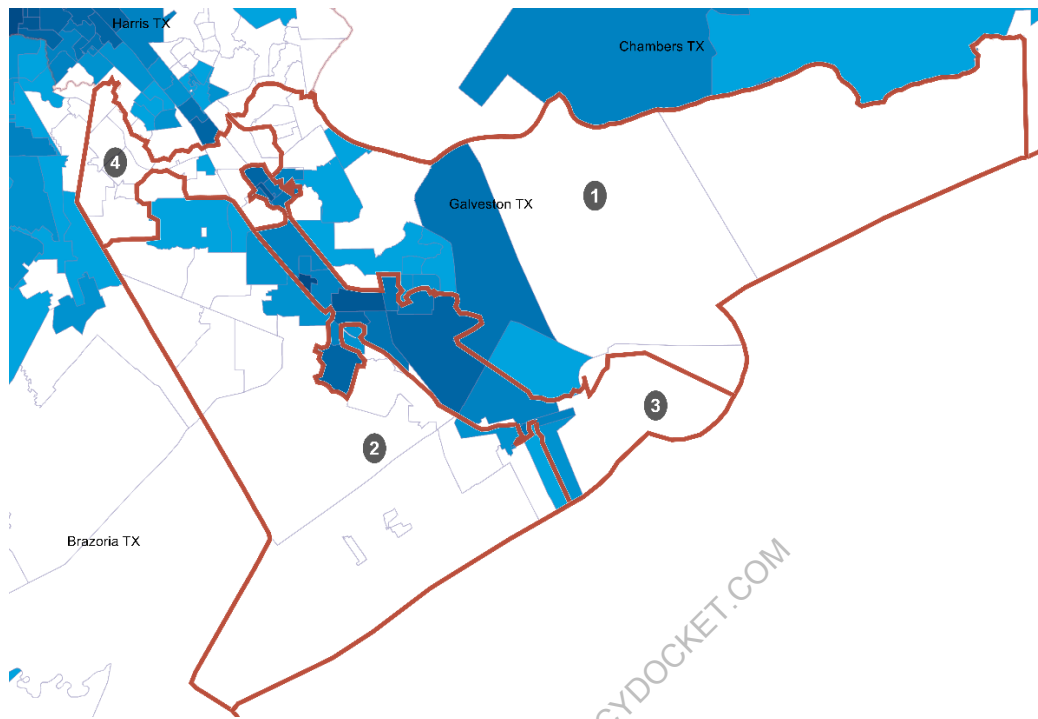 Harris TX
Chambers TX
4
1
Galveston TX
3
2
Brazoria TX
CYDOCKET.COM